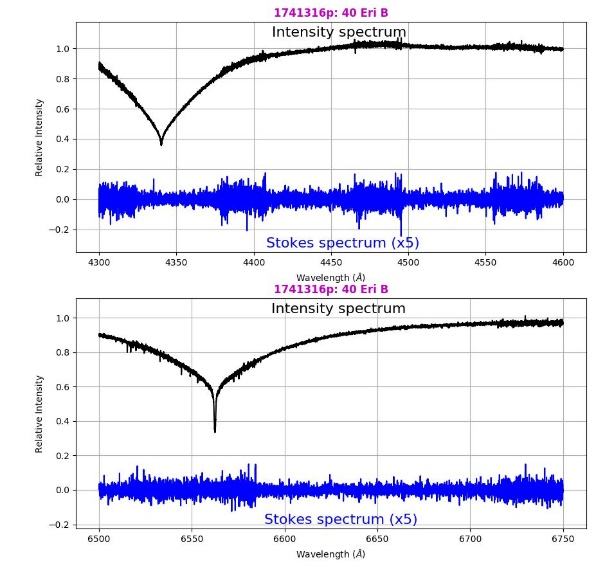 1741316p: 40 Eri B
Intensity spectrum
Relative Intensity
1.0
0.8
0.6
0.4
0.2
0.0
−0.2
Stokes spectrum (x5)
4300 4350 4400 4450 4500 4550 4600
Wavelength (Å)
1741316p: 40 Eri B
Intensity spectrum
Relative Intensity
1.0
0.8
0.6
0.4
0.2
0.0
−0.2
Stokes spectrum (x5)
6500 6550 6600 6650 6700 6750
Wavelength (Å)